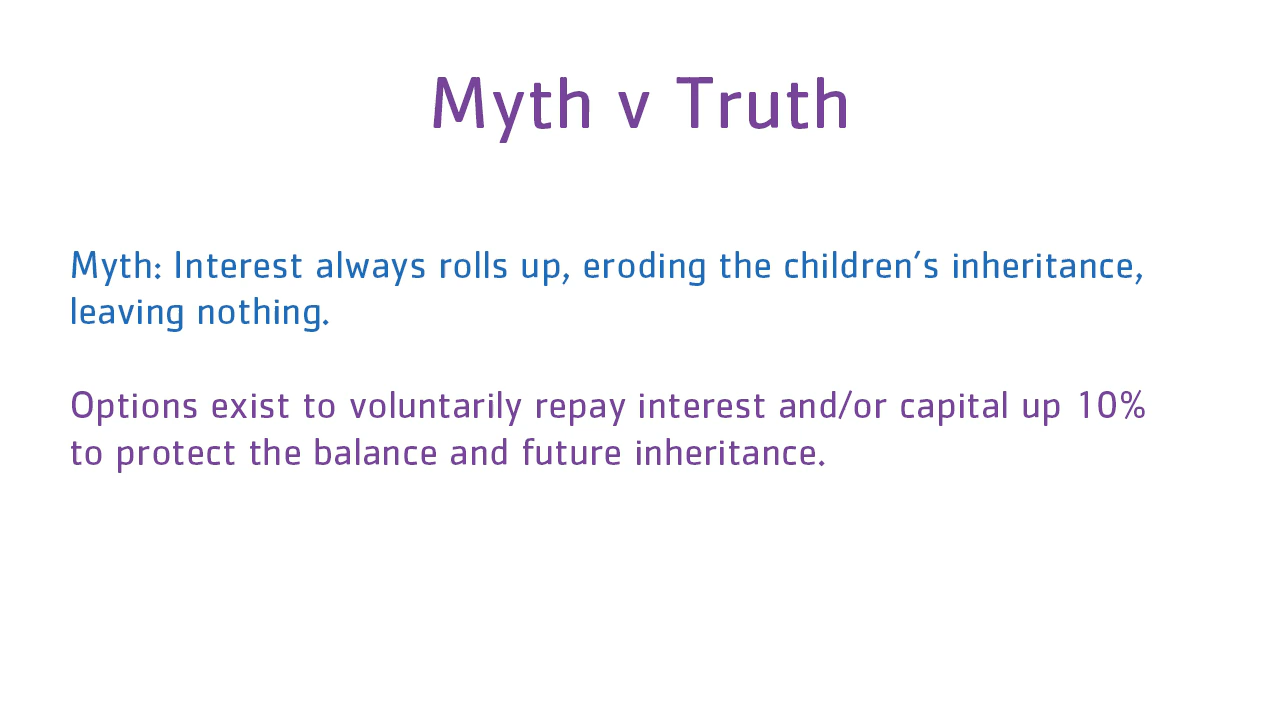 Myth v Truth
Myth: Interest always rolls up, eroding the children's inheritance,
leaving nothing.
Options exist to voluntarily repay interest and/or capital up 10%
to protect the balance and future inheritance.